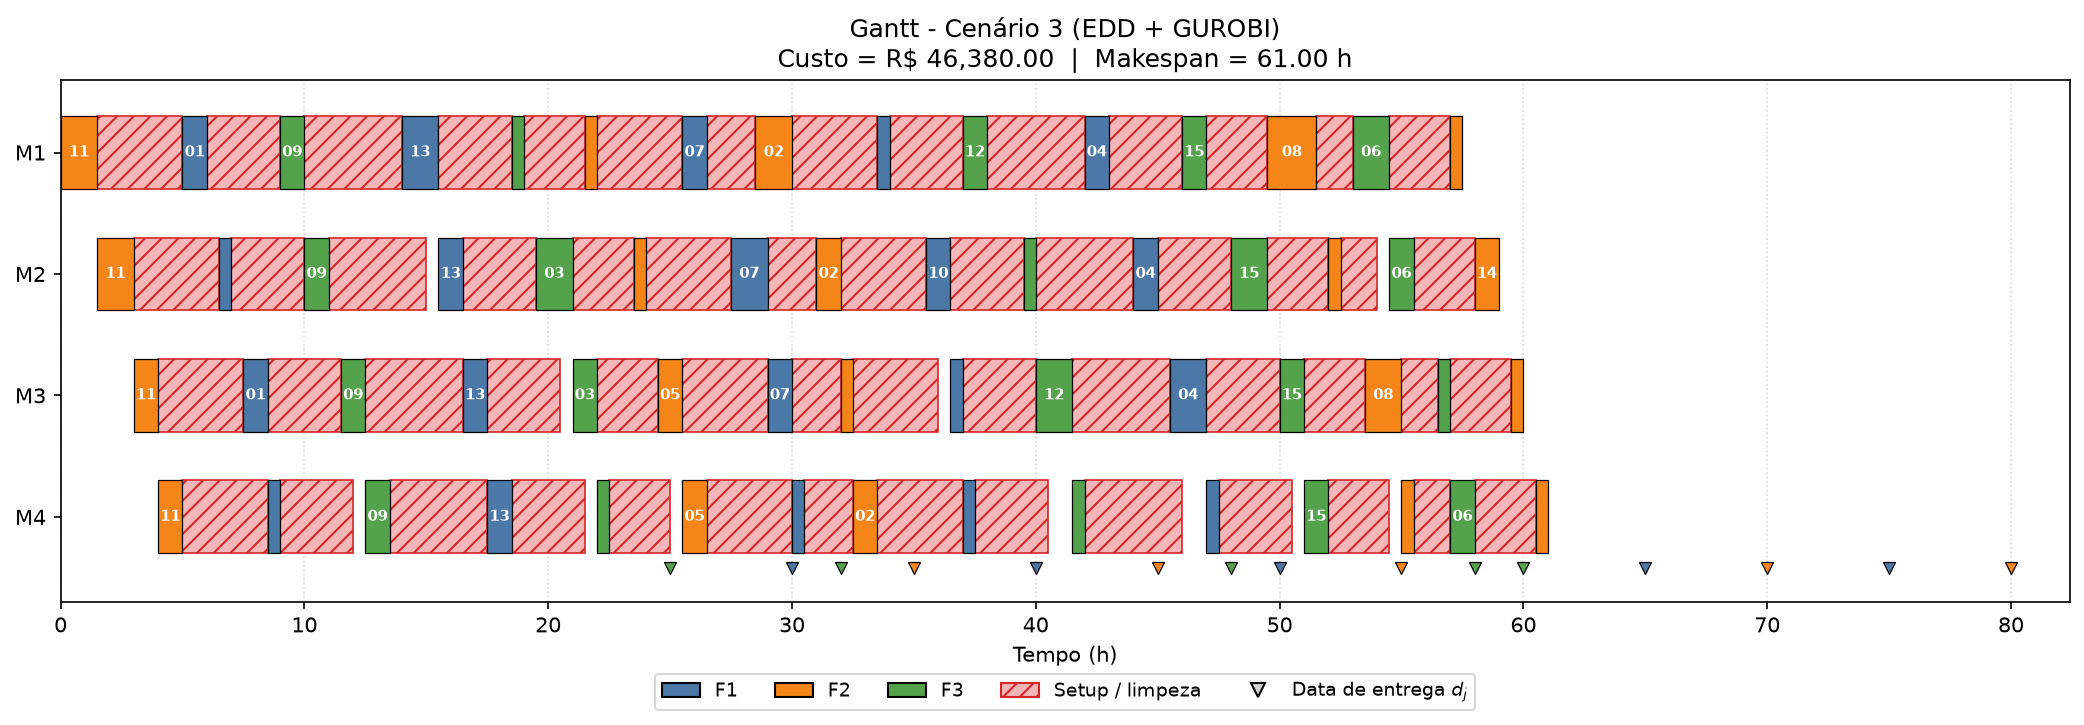 Gantt - Cenário 3 (EDD + GUROBI)
Custo = R$ 46,380.00 | Makespan = 61.00 h
M1
11 01 09 13 07 02 12 04 15 08 06
M2
11 09 13 03 07 02 10 04 15 06 14
M3
11 01 09 13 03 05 07 12 04 15 08
M4
11 09 13 05 02 15 06
0 10 20 30 40 50 60 70 80
Tempo (h)
F1 F2 F3 Setup / limpeza Data de entrega dj